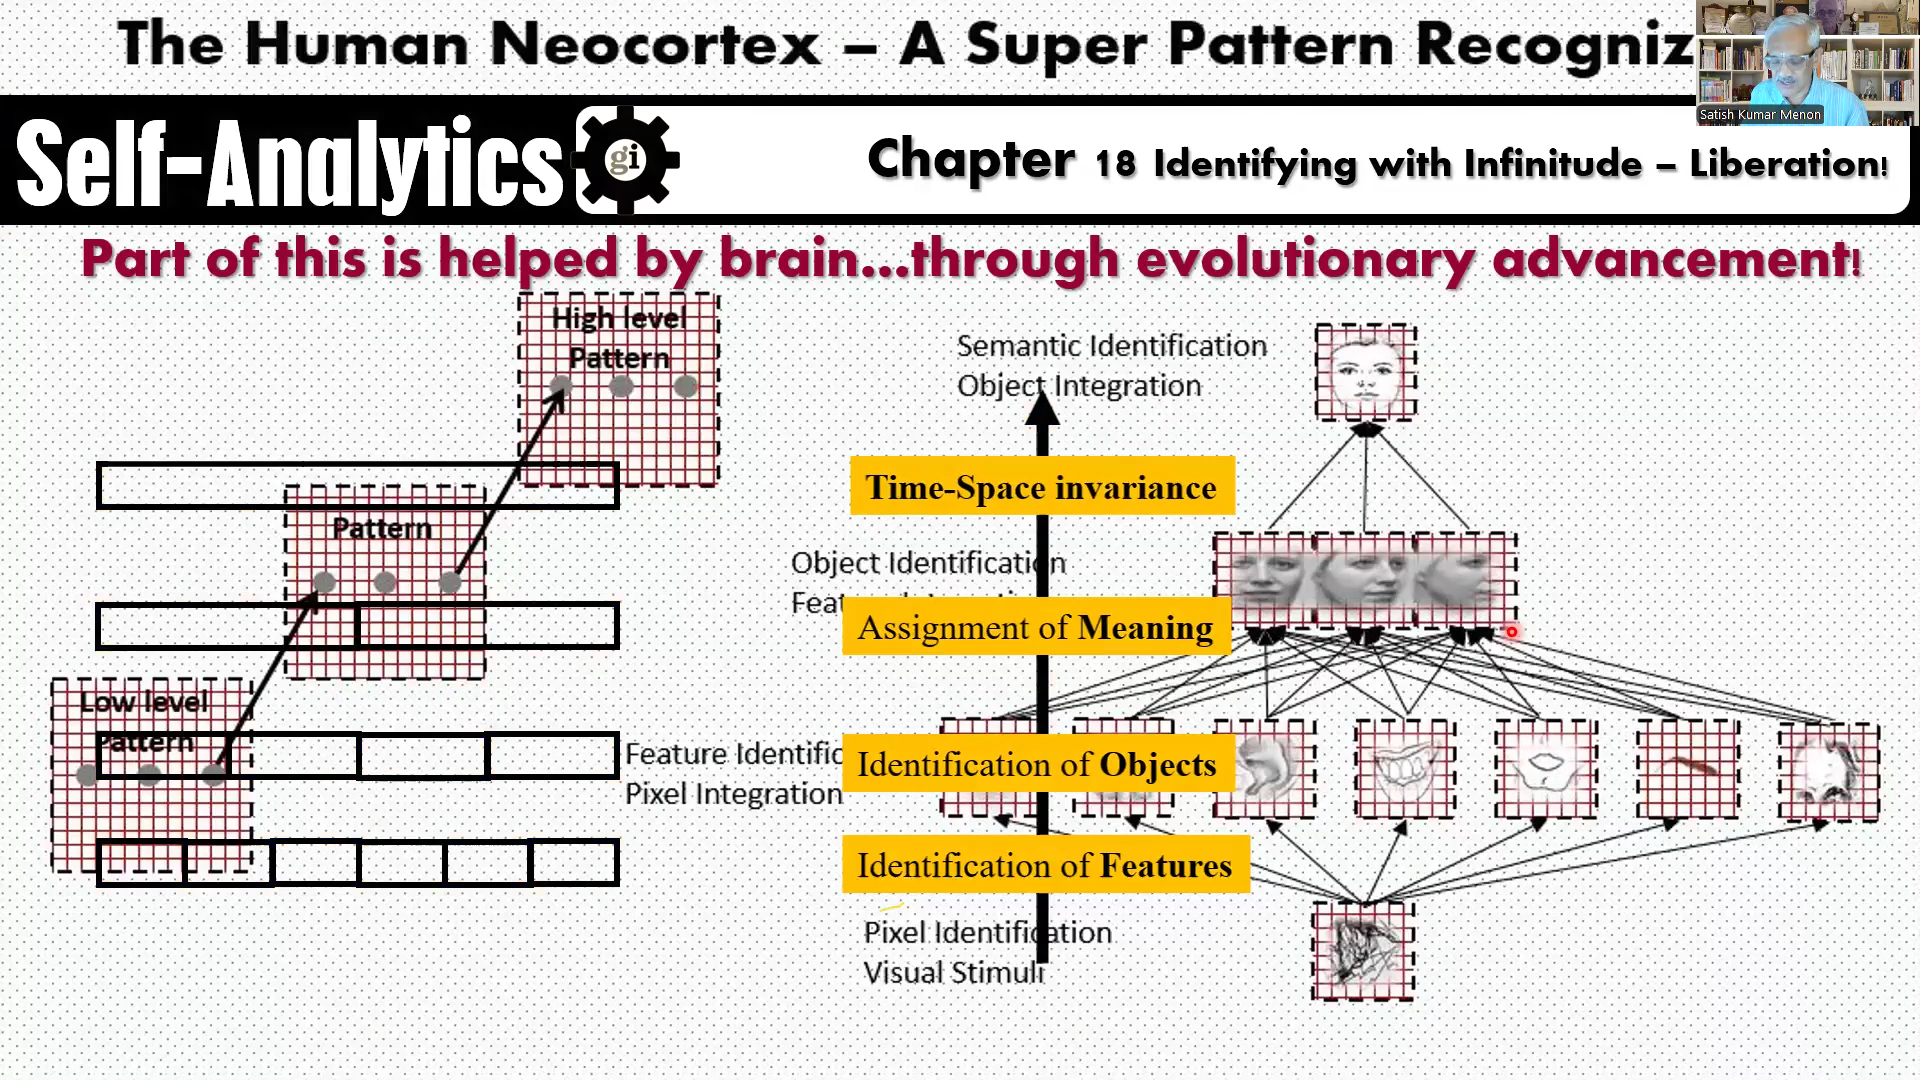 The Human Neocortex – A Super Pattern Recogniz
Satish Kumar Menon
Self-Analytics
gi
Chapter 18 Identifying with Infinitude – Liberation!
Part of this is helped by brain...through evolutionary advancement!
High level
Pattern
Semantic Identification
Object Integration
Time-Space invariance
Pattern
Object Identification
Assignment of Meaning
Low level
Pattern
Feature Identific
Pixel Integration
Identification of Objects
Identification of Features
Pixel Identification
Visual Stimuli